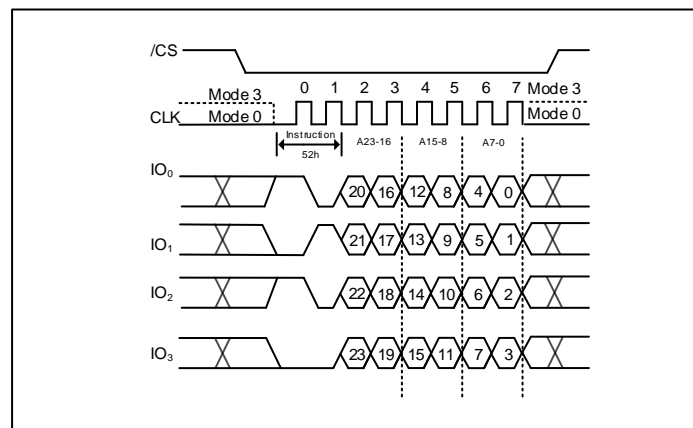 /CS
0 1 2 3 4 5 6 7
Mode 3 Mode 3
CLK Mode 0 Mode 0
Instruction A23-16 A15-8 A7-0
52h
IO0 20 16 12 8 4 0
IO1 21 17 13 9 5 1
IO2 22 18 14 10 6 2
IO3 23 19 15 11 7 3